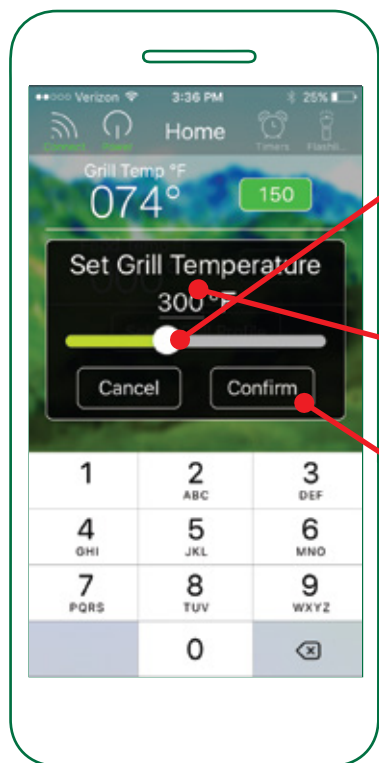 Verizon 3:36 PM 25%
Connect Power Home Timers Flashli...
Grill Temp °F
074° 150
Set Grill Temperature
300 °F
Cancel Confirm
1 2 3
ABC DEF
4 5 6
GHI JKL MNO
7 8 9
PQRS TUV WXYZ
0